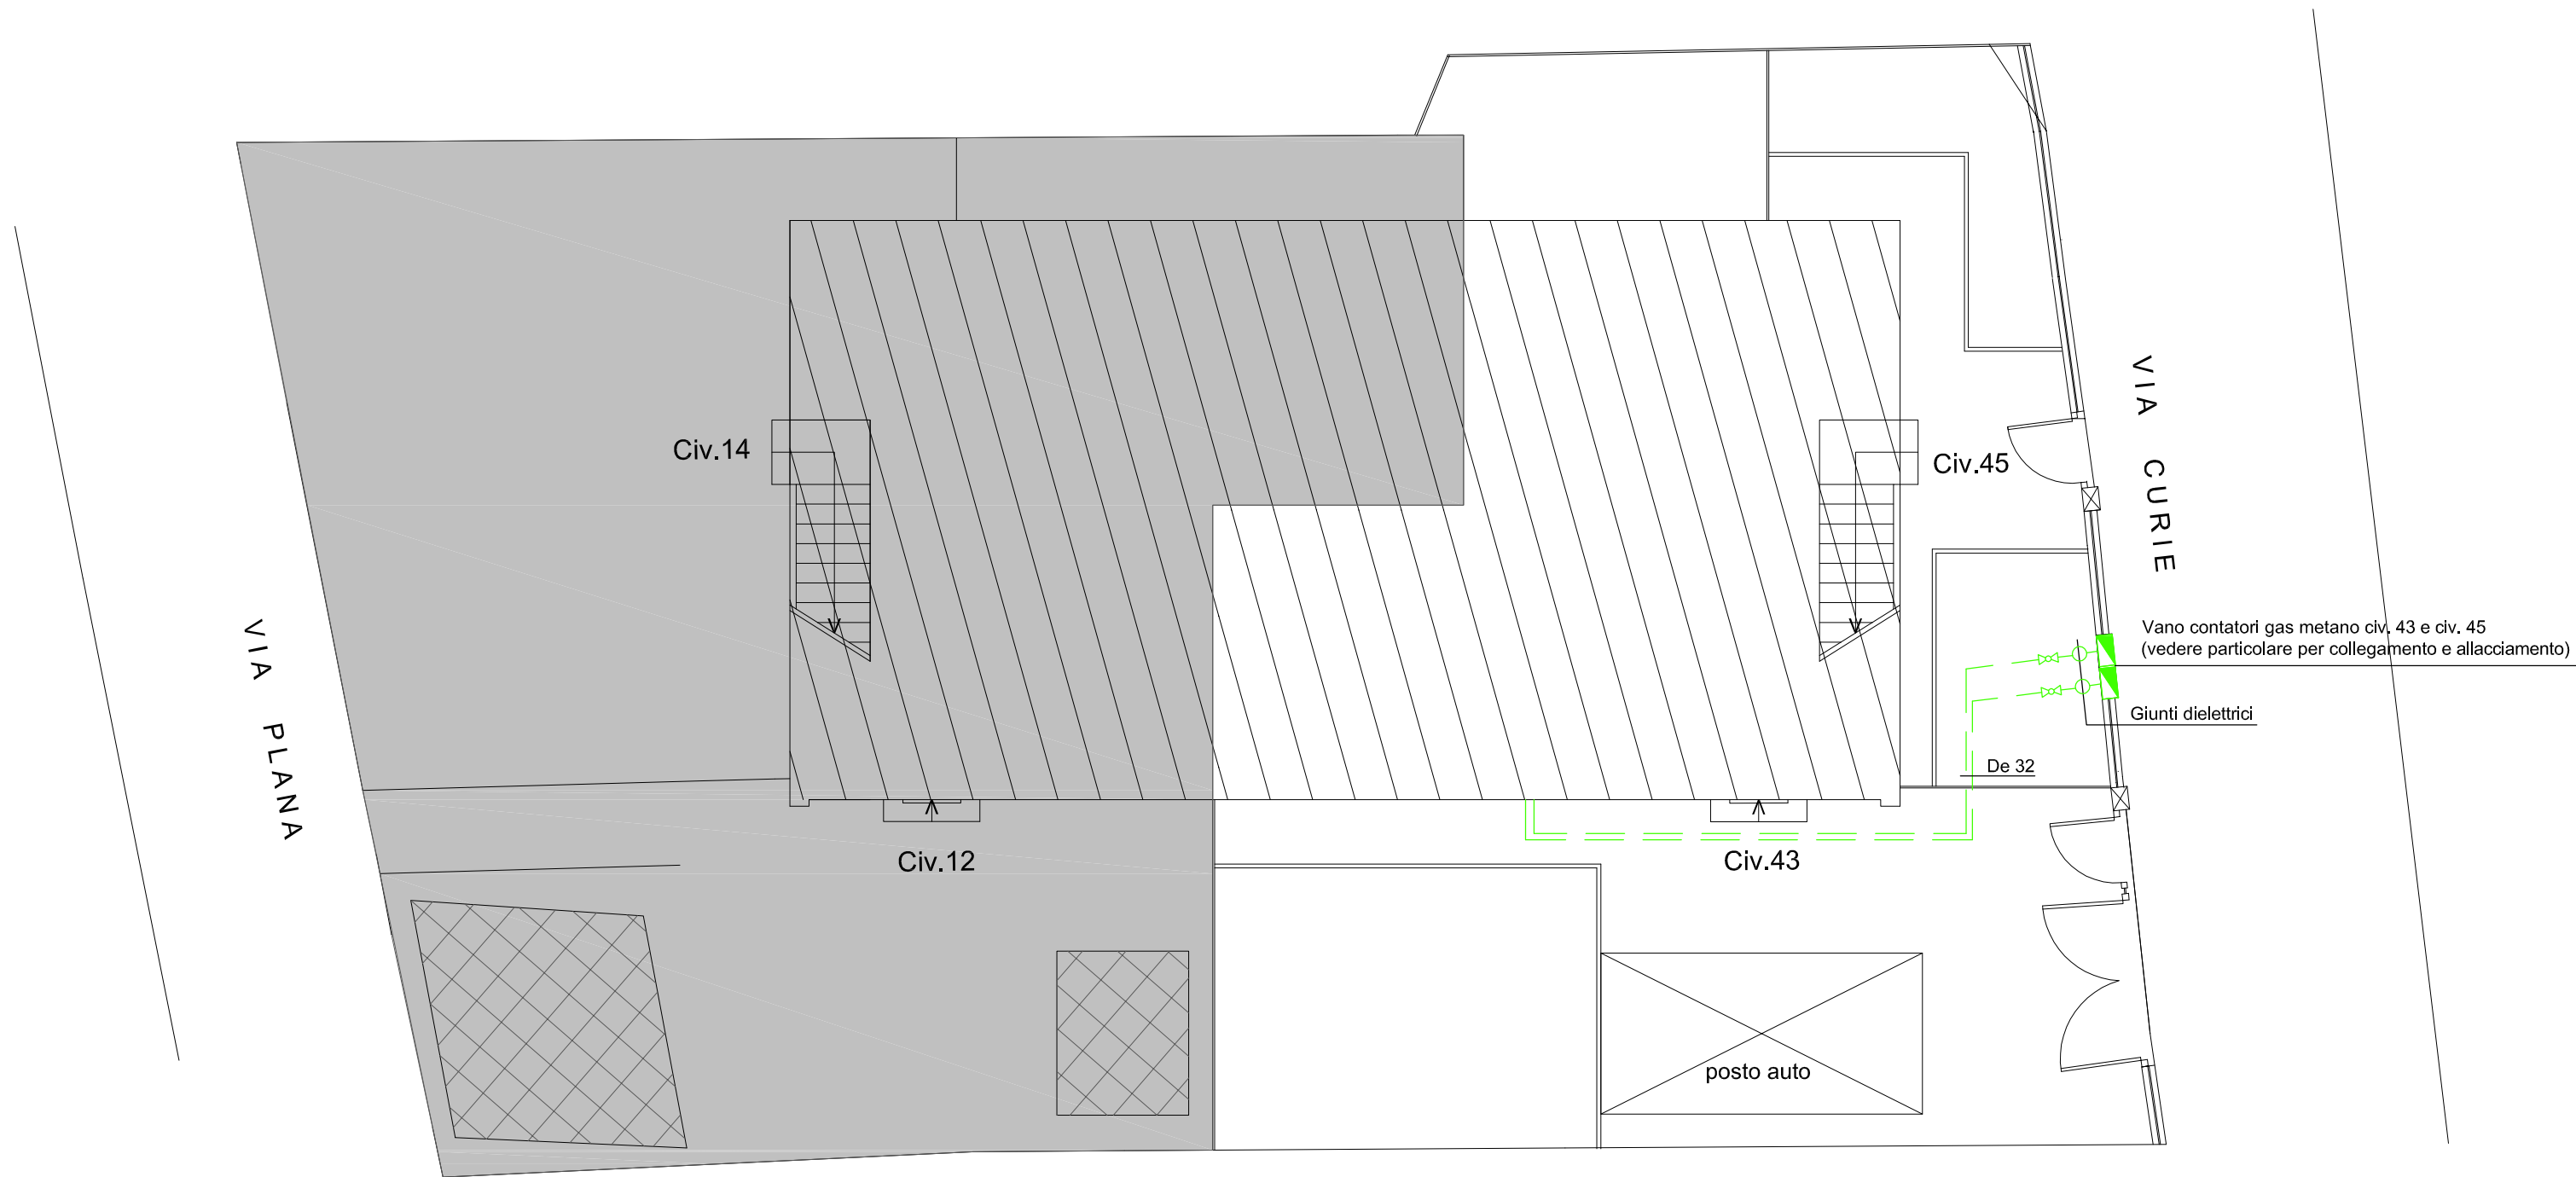 VIA CURIE
Civ.14
Civ.45
Vano contatori gas metano civ. 43 e civ. 45
(vedere particolare per collegamento e allacciamento)
Giunti dielettrici
VIA PLANA
De 32
Civ.12
Civ.43
posto auto